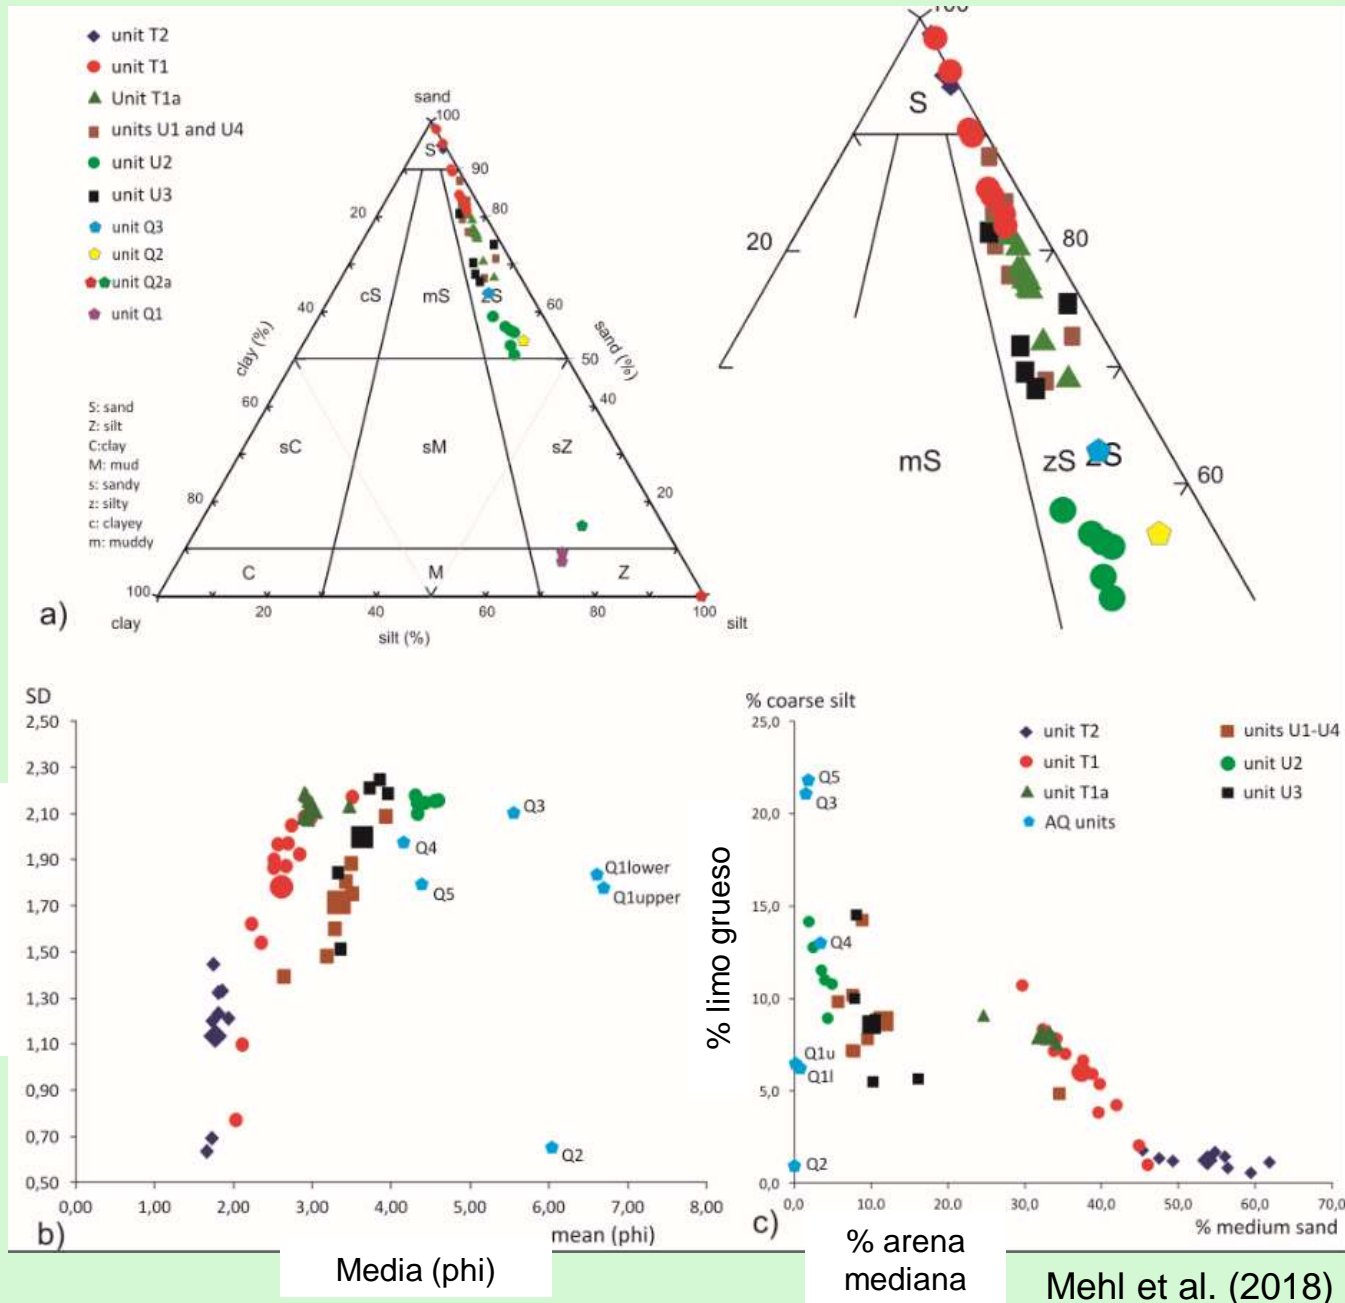 unit T2
unit T1
Unit T1a
units U1 and U4
unit U2
unit U3
unit Q3
unit Q2
unit Q2a
unit Q1
S: sand
Z: silt
C:clay
M: mud
s: sandy
z: silty
c: clayey
m: muddy
sand
100
S
90
20
80
cS
mS
zS
40
60
clay (%)
sand (%)
50
60
40
sC
sM
sZ
80
20
C
M
Z
100
20
40
60
80
100
clay
silt (%)
silt
a)
100
S
20
80
mS
zS
zS
60
SD
2,50
2,30
2,10
1,90
1,70
1,50
1,30
1,10
0,90
0,70
0,50
0,00
1,00
2,00
3,00
4,00
5,00
6,00
7,00
8,00
Q3
Q4
Q5
Q1lower
Q1upper
Q2
b)
mean (phi)
Media (phi)
% coarse silt
25,0
20,0
15,0
10,0
5,0
0,0
% limo grueso
unit T2
units U1-U4
unit T1
unit U2
unit T1a
unit U3
AQ units
Q5
Q3
Q4
Q1u
Q1l
Q2
0,0
10,0
20,0
30,0
40,0
50,0
60,0
70,0
c)
% medium sand
% arena
mediana
Mehl et al. (2018)